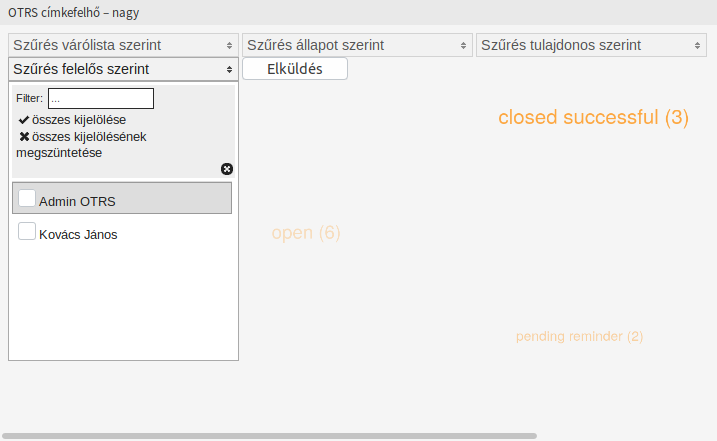 OTRS címkefelhő – nagy
Szűrés várólista szerint
Szűrés állapot szerint
Szűrés tulajdonos szerint
Szűrés felelős szerint
Elküldés
Filter: ...
összes kijelölése
összes kijelölésének
megszüntetése
Admin OTRS
Kovács János
closed successful (3)
open (6)
pending reminder (2)